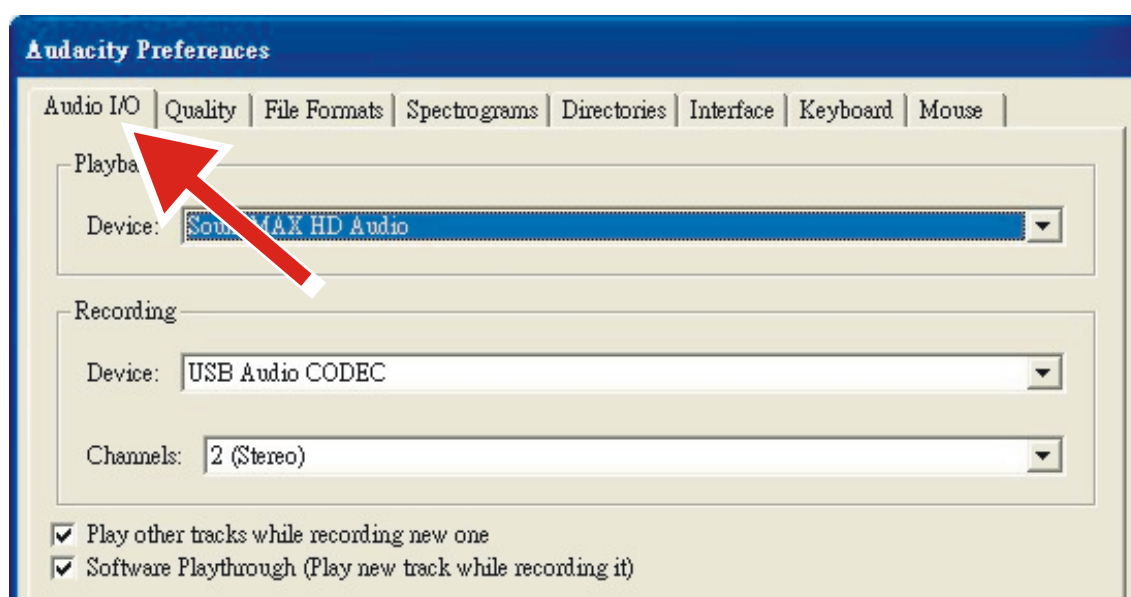 Audacity Preferences
Audio I/O Quality File Formats Spectrograms Directories Interface Keyboard Mouse
Device: MAX HD Audio
Recording
Device: USB Audio CODEC
Channels: 2 (Stereo)
Play other tracks while recording new one
Software Playthrough (Play new track while recording it)